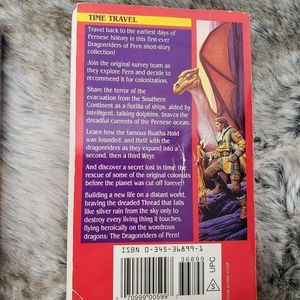 TIME TRAVEL
Travel back to the earliest days of
Pernese history in this first-ever
Dragonriders of Pern short-story
collection!
Join the original survey team as
they explore Pern and decide to
recommend it for colonization.
Share the terror of the
evacuation from the Southern
Continent as a flotilla of ships, aided by
intelligent, talking dolphins, braves the
dreadful currents of the Pernese ocean.
Learn how the famed Ruatha Hold
was founded, and thrill with the
dragonriders as they expand into a
second, then a third Weyr.
And discover a secret lost in time: the
rescue of some of the original colonists
before the planet was cut off forever!
Building a new life on a distant world,
braving the dreaded Thread that falls
like silver rain from the sky only to
destroy every living thing it touches,
flying heroically on the wondrous
dragons: The Dragonriders of Pern!
ISBN 0-345-36899-1
36899
UPC
S
70999 00599
printed in USA